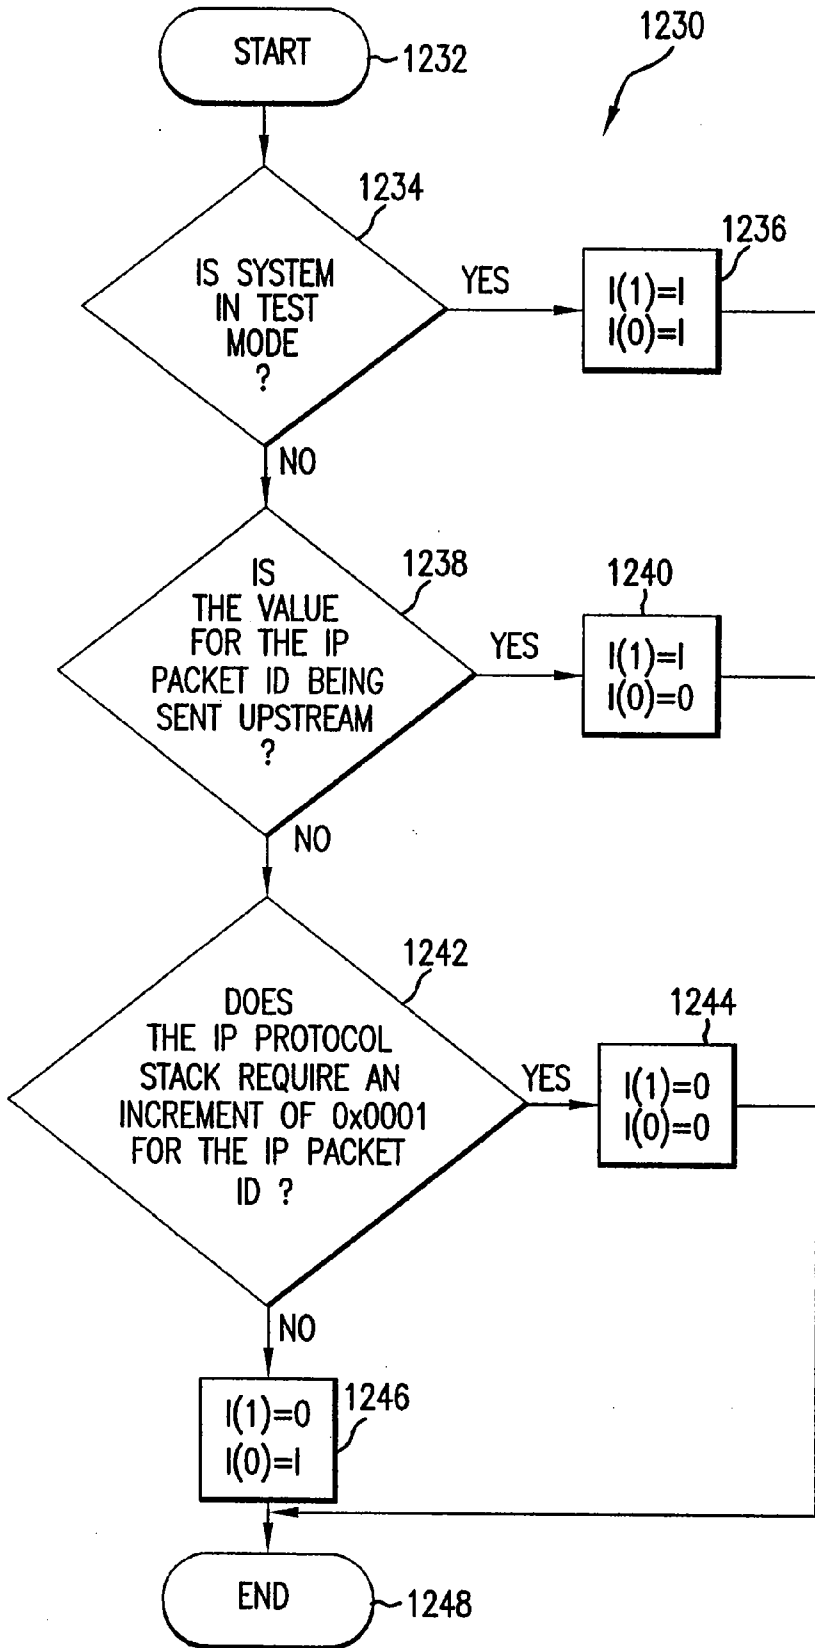 START
1232
1230
1234
IS SYSTEM
IN TEST
MODE
?
YES
1236
I(1)=I
I(0)=I
NO
1238
IS
THE VALUE
FOR THE IP
PACKET ID BEING
SENT UPSTREAM
?
YES
1240
I(1)=I
I(0)=0
NO
1242
DOES
THE IP PROTOCOL
STACK REQUIRE AN
INCREMENT OF 0x0001
FOR THE IP PACKET
ID ?
YES
1244
I(1)=0
I(0)=0
NO
1246
I(1)=0
I(0)=I
END
1248